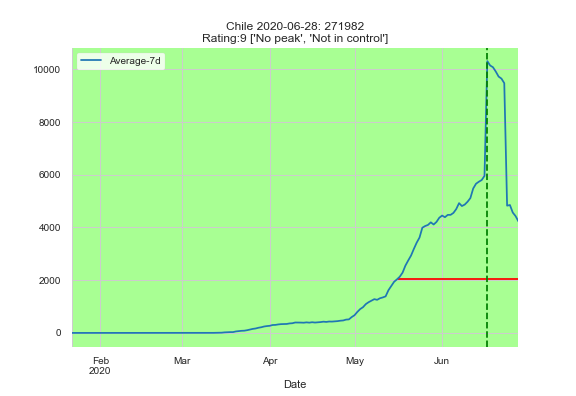 Chile 2020-06-28: 271982
Rating:9 ['No peak', 'Not in control']
Average-7d
10000
8000
6000
4000
2000
0
Feb Mar Apr May Jun
2020
Date